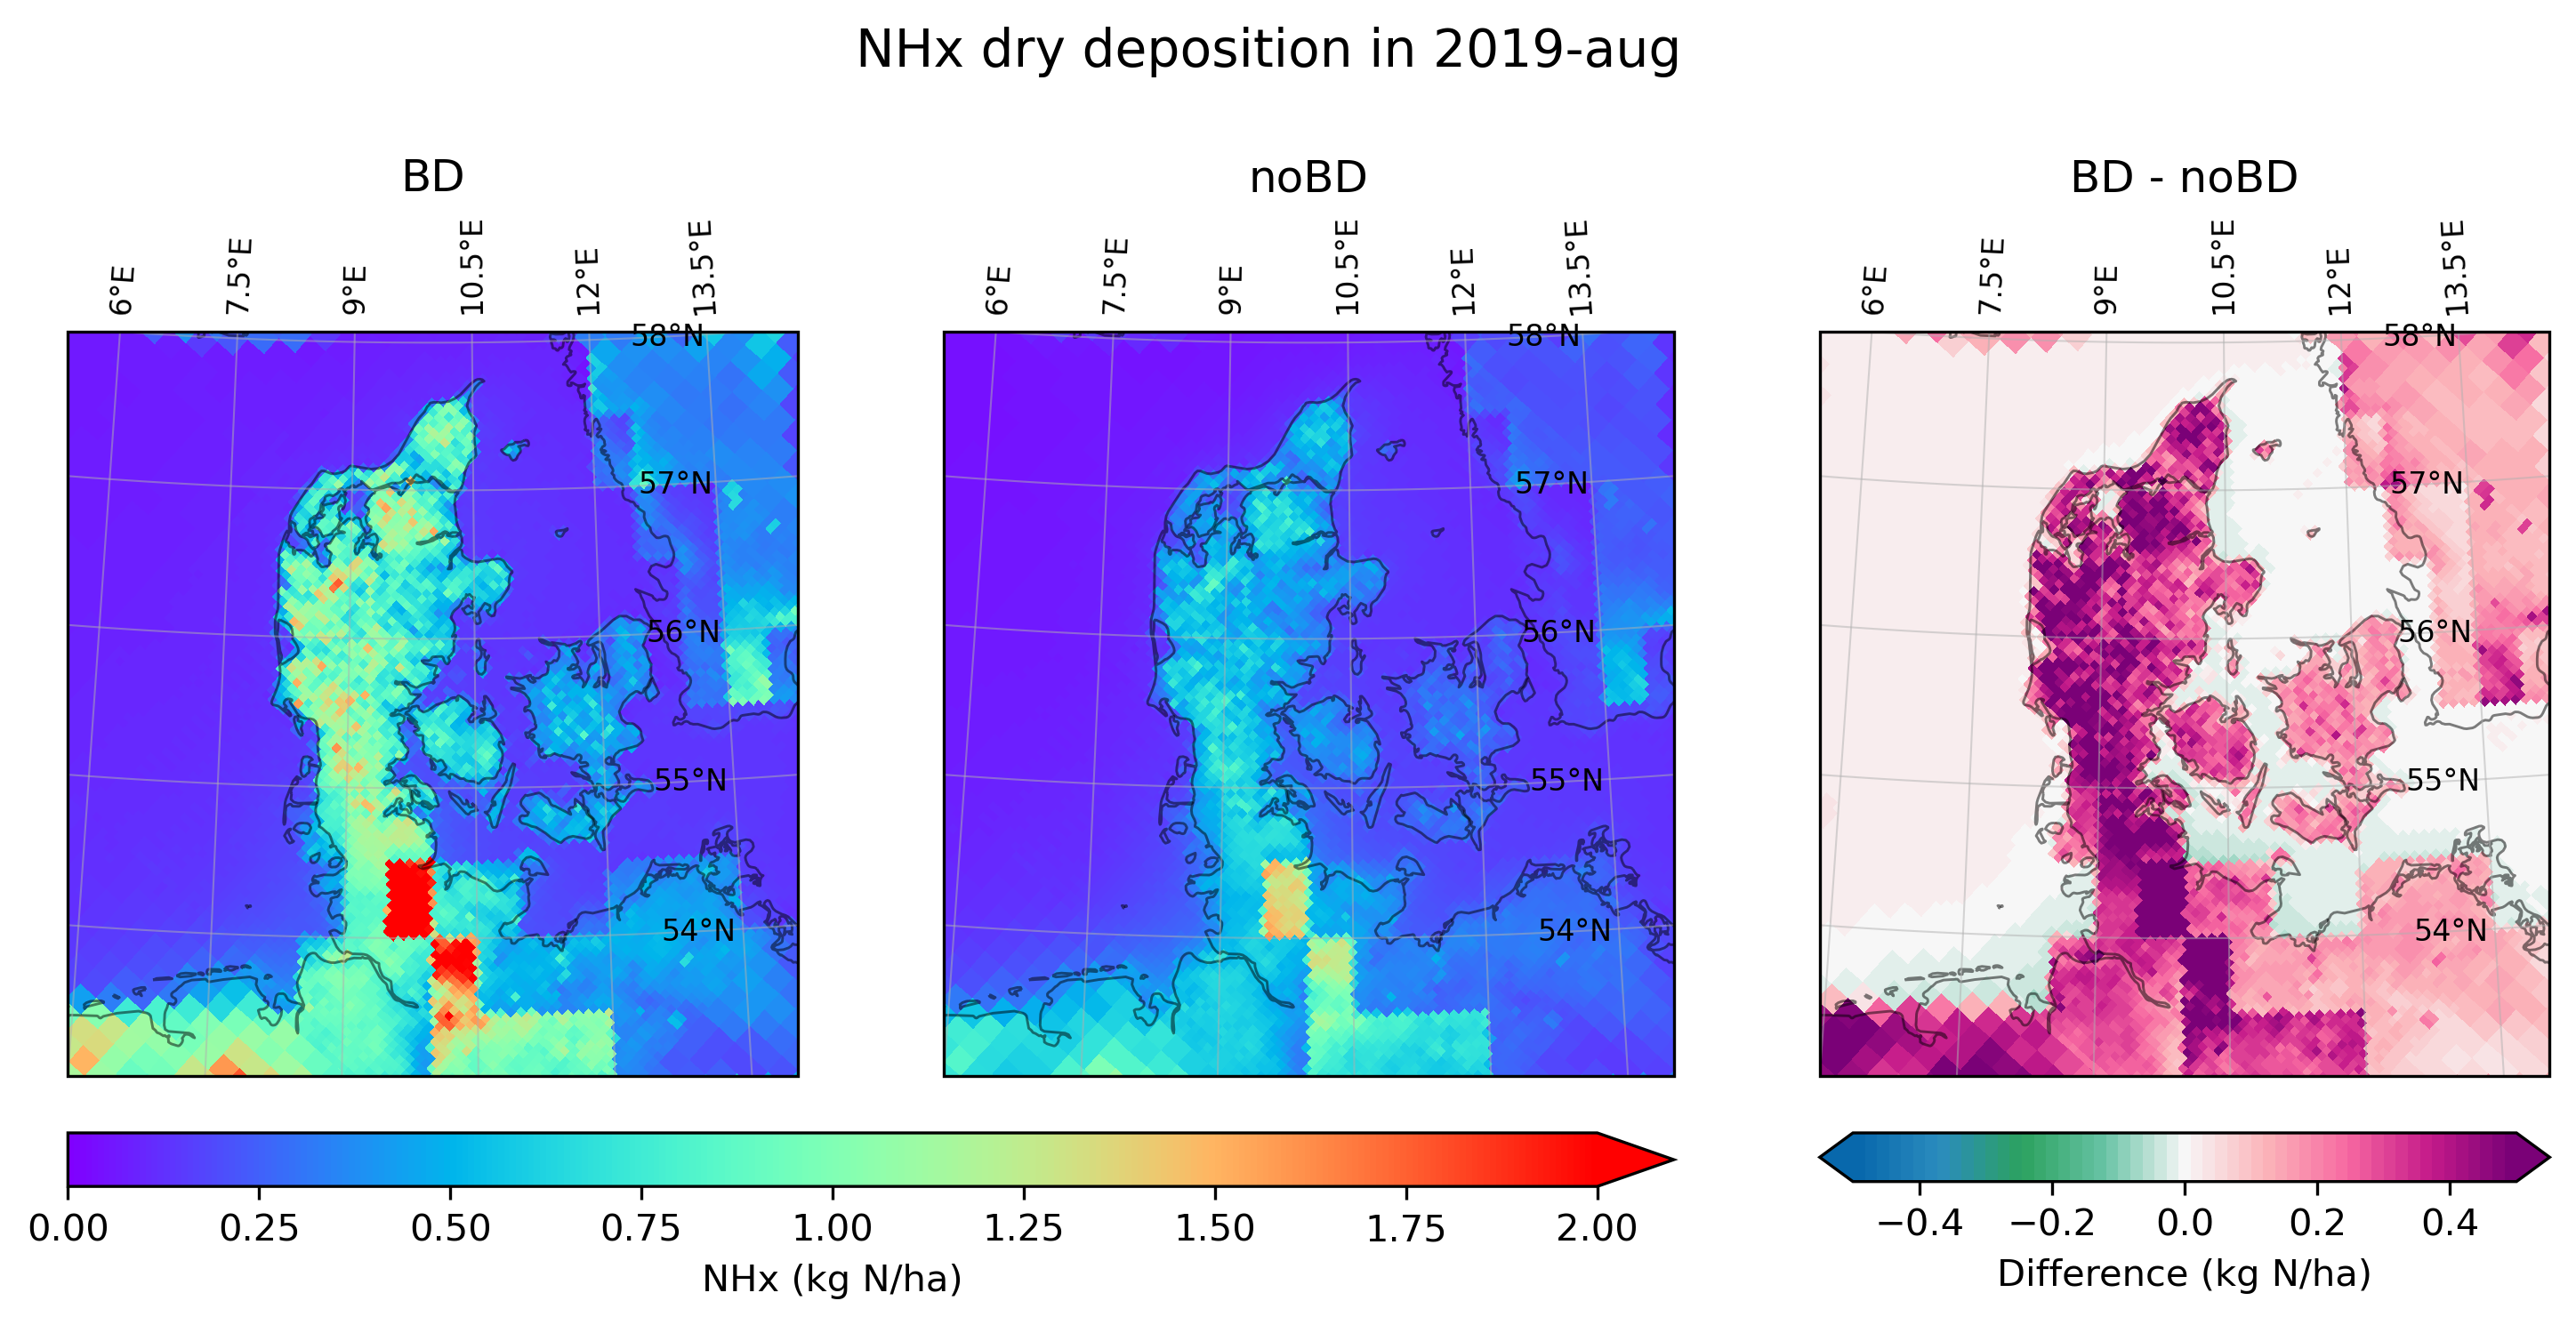 NHx dry deposition in 2019-aug
BD
noBD
BD - noBD
6°E 7.5°E 9°E 10.5°E 12°E 13.5°E
6°E 7.5°E 9°E 10.5°E 12°E 13.5°E
6°E 7.5°E 9°E 10.5°E 12°E 13.5°E
58°N 58°N 58°N
57°N 57°N 57°N
56°N 56°N 56°N
55°N 55°N 55°N
54°N 54°N 54°N
0.00 0.25 0.50 0.75 1.00 1.25 1.50 1.75 2.00
NHx (kg N/ha)
−0.4 −0.2 0.0 0.2 0.4
Difference (kg N/ha)